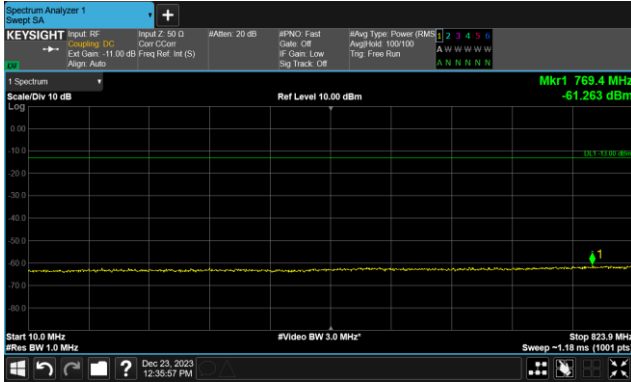 Spectrum Analyzer 1
Swept SA
KEYSIGHT
Input: RF
Coupling: DC
Ext Gain: -11.00 dB
Align: Auto
Input Z: 50 Ω
Corr CCorr
Freq Ref: Int (S)
#Atten: 20 dB
#PNO: Fast
Gate: Off
IF Gain: Low
Sig Track: Off
#Avg Type: Power (RMS
Avg|Hold: 100/100
Trig: Free Run
1 2 3 4 5 6
A W W W W W
A N N N N N
LXI
1 Spectrum
Scale/Div 10 dB
Ref Level 10.00 dBm
Mkr1 769.4 MHz
-61.263 dBm
Log
0.00
-10.0
DL1 -13.00 dBm
-20.0
-30.0
-40.0
-50.0
1
-60.0
-70.0
-80.0
Start 10.0 MHz
#Video BW 3.0 MHz*
Stop 823.9 MHz
#Res BW 1.0 MHz
Sweep ~1.18 ms (1001 pts)
?
Dec 23, 2023
12:35:57 PM